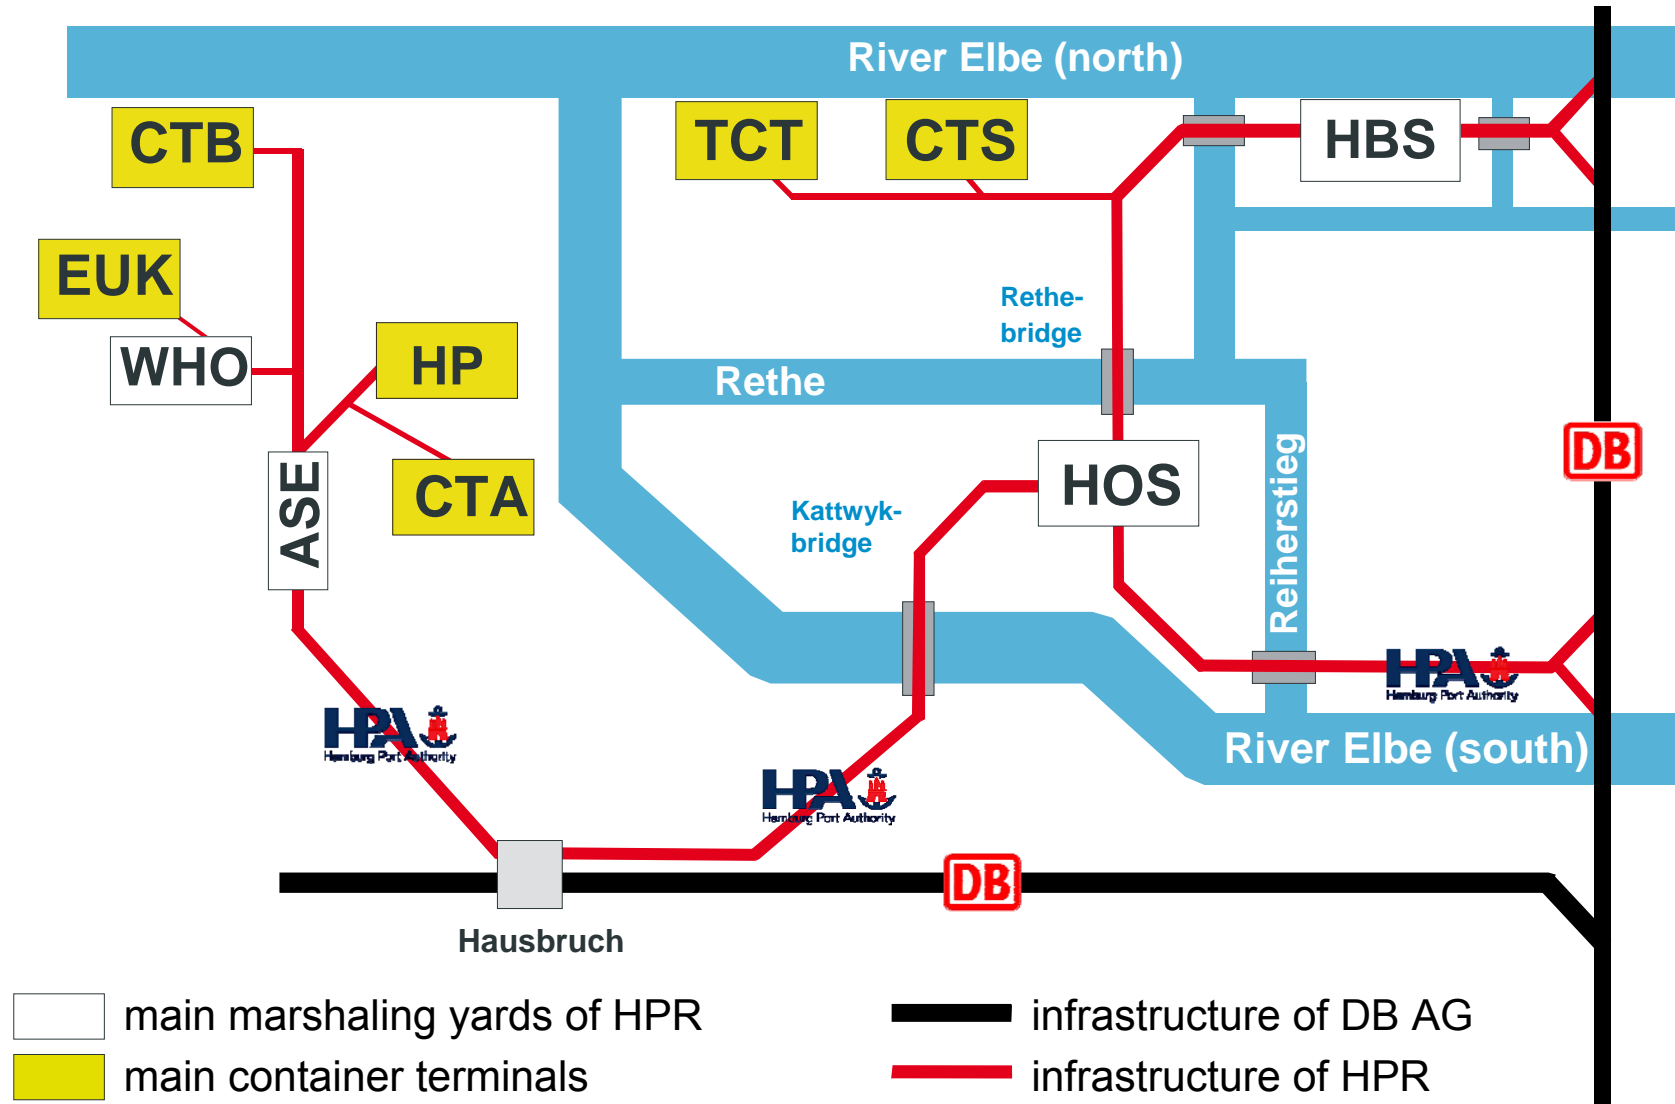 River Elbe (north)
CTB
TCT
CTS
HBS
EUK
WHO
HP
Rethe-
bridge
Rethe
CTA
ASE
HOS
Kattwyk-
bridge
Reiherstieg
DB
HPA
Hamburg Port Authority
HPA
Hamburg Port Authority
River Elbe (south)
HPA
Hamburg Port Authority
DB
Hausbruch
main marshaling yards of HPR
infrastructure of DB AG
main container terminals
infrastructure of HPR